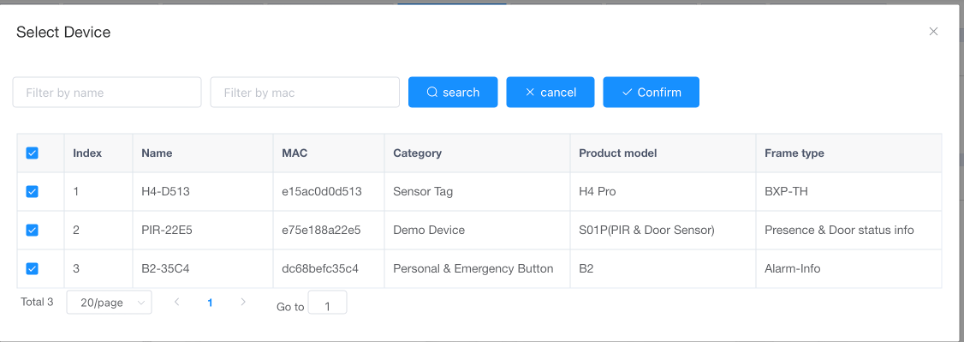 Select Device
Filter by name Filter by mac search cancel Confirm
Index Name MAC Category Product model Frame type
1 H4-D513 e15ac0d0d513 Sensor Tag H4 Pro BXP-TH
2 PIR-22E5 e75e188a22e5 Demo Device S01P(PIR & Door Sensor) Presence & Door status info
3 B2-35C4 dc68befc35c4 Personal & Emergency Button B2 Alarm-Info
Total 3 20/page 1 Go to 1